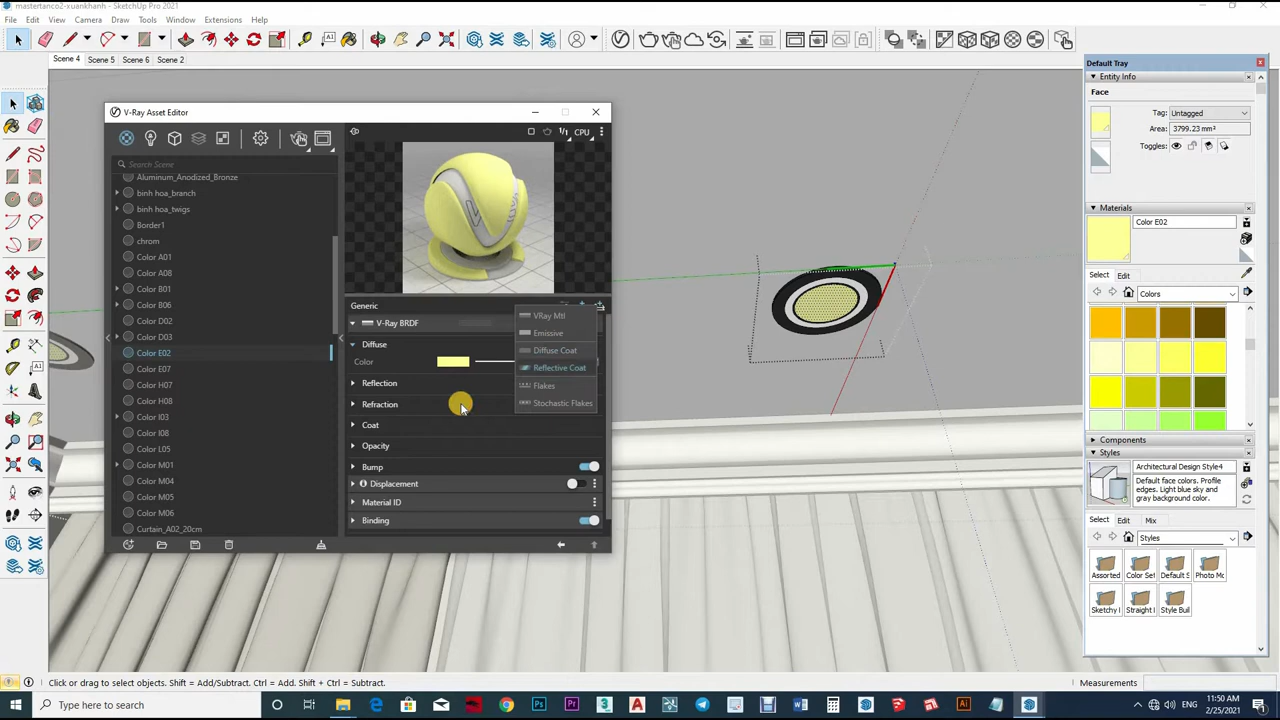 mastertanco2-xuankhanh - SketchUp Pro 2021
File Edit View Camera Draw Tools Window Extensions Help
Scene 4 Scene 5 Scene 6 Scene 2
V-Ray Asset Editor
Search Scene
Aluminum_Anodized_Bronze
binh hoa_branch
binh hoa_twigs
Border1
chrom
Color A01
Color A08
Color B01
Color B06
Color D02
Color D03
Color E02
Color E07
Color H07
Color H08
Color I03
Color I08
Color L05
Color M01
Color M04
Color M05
Color M06
Curtain_A02_20cm
1/1 CPU
Generic
V-Ray BRDF
Diffuse
Color
Reflection
Refraction
Coat
Opacity
Bump
Displacement
Material ID
Binding
VRay Mtl
Emissive
Diffuse Coat
Reflective Coat
Flakes
Stochastic Flakes
Default Tray
Entity Info
Face
Tag: Untagged
Area: 3799.23 mm²
Toggles:
Materials
Color E02
Select Edit
Colors
Components
Styles
Architectural Design Style4
Default face colors. Profile
edges. Light blue sky and
gray background color.
Select Edit Mix
Styles
Assorted Color Set Default S Photo Mo
Sketchy I Straight I Style Buil
Click or drag to select objects. Shift = Add/Subtract. Ctrl = Add. Shift + Ctrl = Subtract.
Measurements
Type here to search
ENG
11:50 AM
2/25/2021